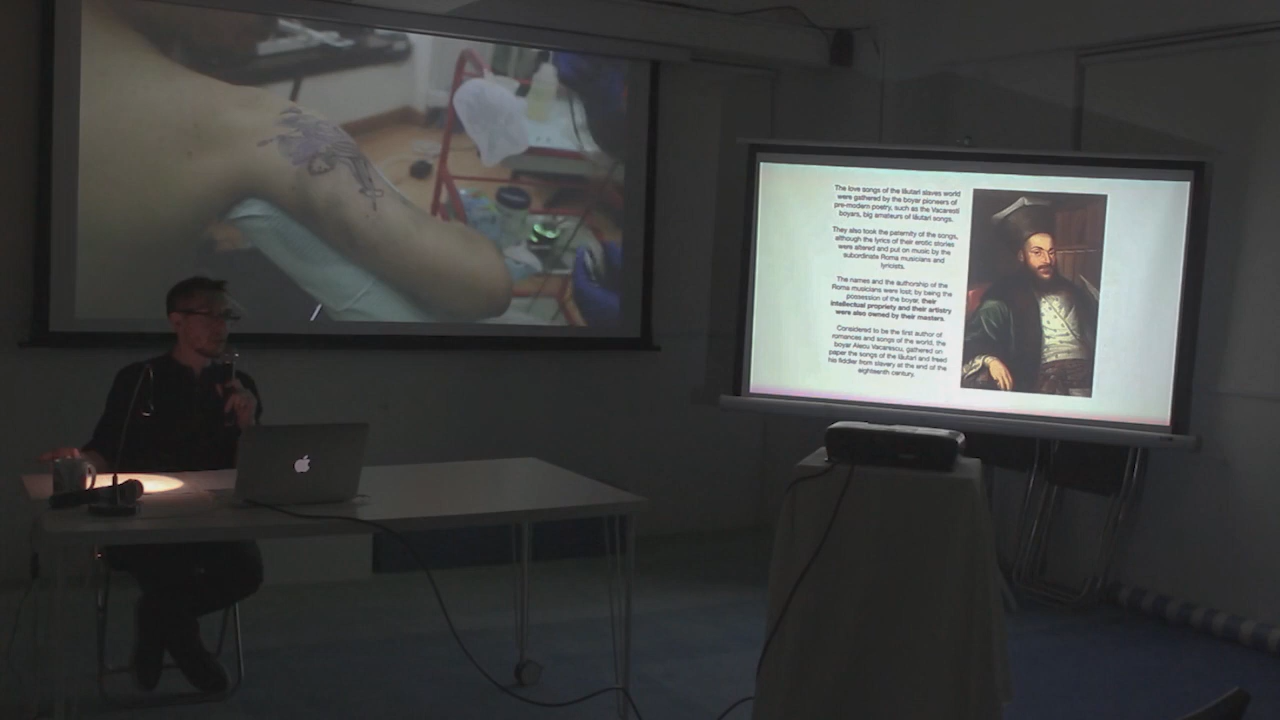 The love songs of the lăutari slaves world
were gathered by the boyar pioneers of
pre-modern poetry, such as the Vacaresti
boyars, big amateurs of lăutari songs.
They also took the paternity of the songs,
although the lyrics of their erotic stories
were altered and put on music by the
subordinate Roma musicians and
lyricists.
The names and the authorship of the
Roma musicians were lost; by being the
possession of the boyar, their
intellectual propriety and their artistry
were also owned by their masters.
Considered to be the first author of
romances and songs of the world, the
boyar Alecu Vacarescu, gathered on
paper the songs of the lăutari and freed
his fiddler from slavery at the end of the
eighteenth century.